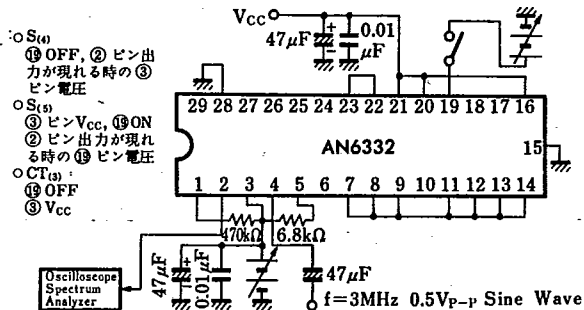 ○S(4)
⑲OFF, ②ピン出
力が現れる時の③
ピン電圧
○S(5)
③ピンVCC, ⑲ON
②ピン出力が現れ
る時の⑲ピン電圧
○CT(3):
⑲OFF
③VCC
VCC
47μF
+
−
0.01
μF
29 28 27 26 25 24 23 22 21 20 19 18 17 16
AN6332
15
1 2 3 4 5 6 7 8 9 10 11 12 13 14
470kΩ
6.8kΩ
47μF
+
−
0.01μF
47μF
Oscilloscope
Spectrum
Analyzer
f=3MHz 0.5VP-P Sine Wave